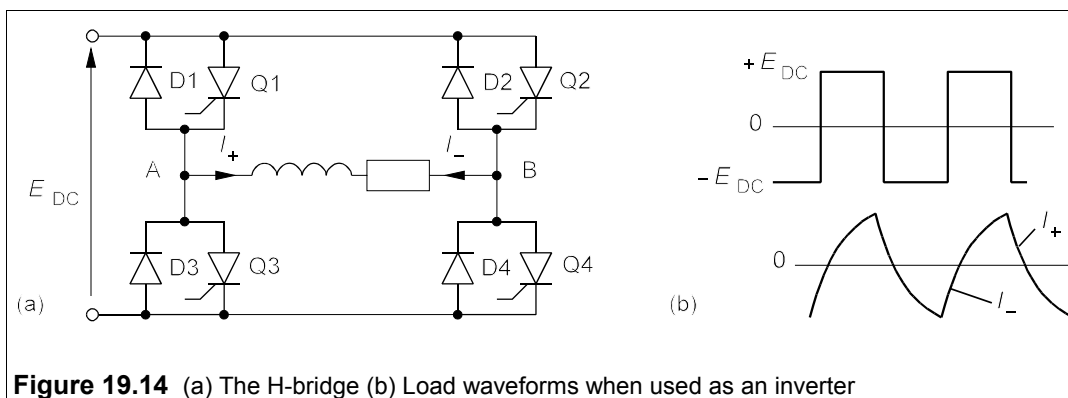 D1
Q1
D2
Q2
A
I+
I–
B
E DC
D3
Q3
D4
Q4
(a)
+ E DC
0
– E DC
0
I+
I–
(b)
Figure 19.14 (a) The H-bridge (b) Load waveforms when used as an inverter